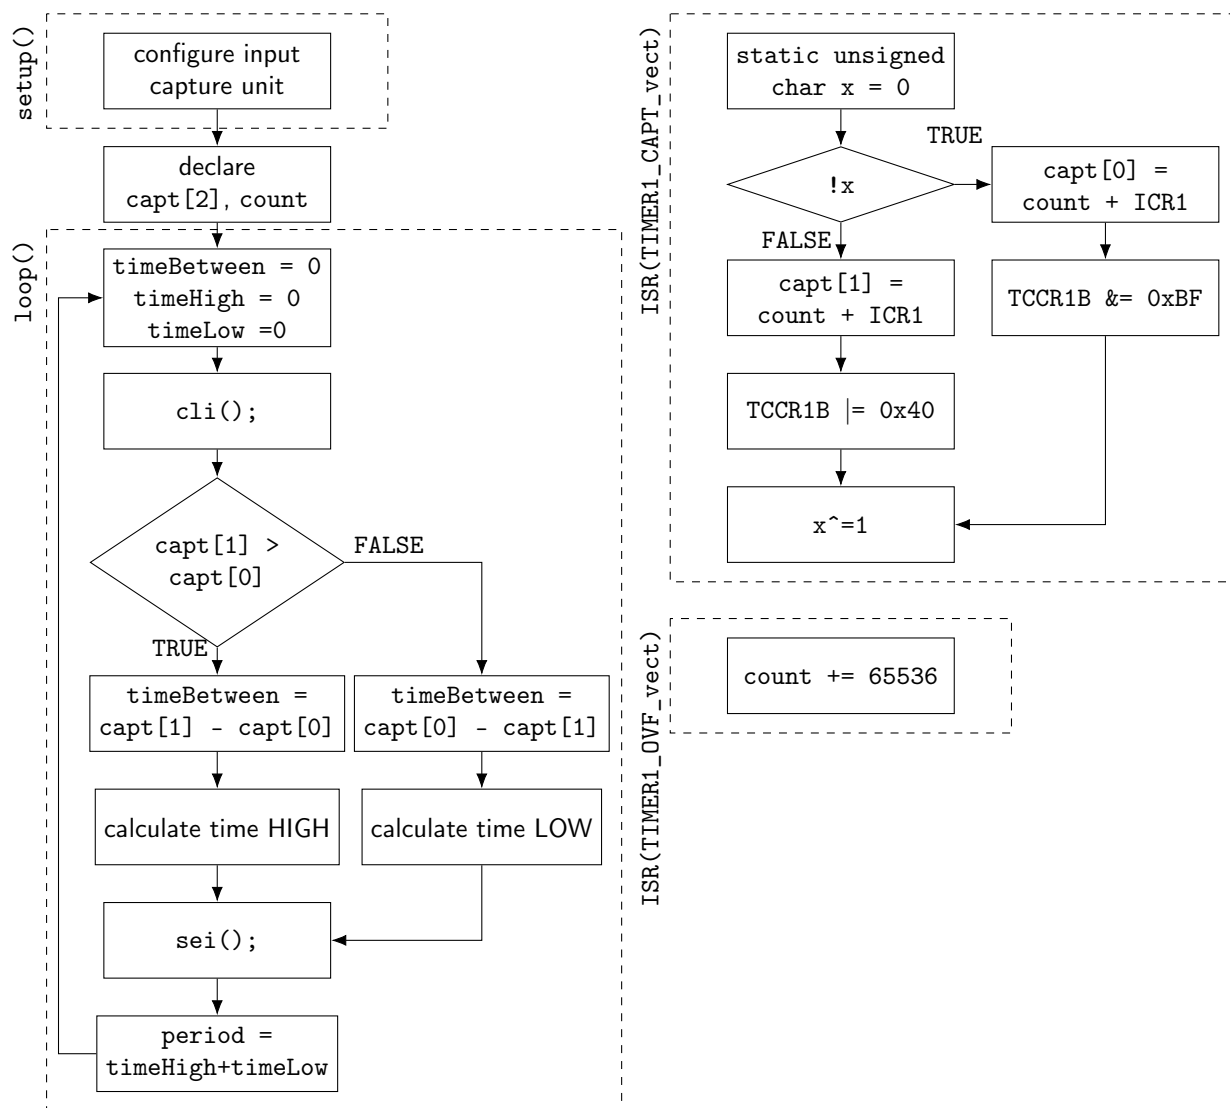 setup()
configure input
capture unit
declare
capt[2], count
loop()
timeBetween = 0
timeHigh = 0
timeLow =0
cli();
capt[1] >
capt[0]
FALSE
TRUE
timeBetween =
capt[1] - capt[0]
timeBetween =
capt[0] - capt[1]
calculate time HIGH
calculate time LOW
sei();
period =
timeHigh+timeLow
ISR(TIMER1_CAPT_vect)
static unsigned
char x = 0
!x
TRUE
FALSE
capt[0] =
count + ICR1
capt[1] =
count + ICR1
TCCR1B &= 0xBF
TCCR1B |= 0x40
x^=1
ISR(TIMER1_OVF_vect)
count += 65536